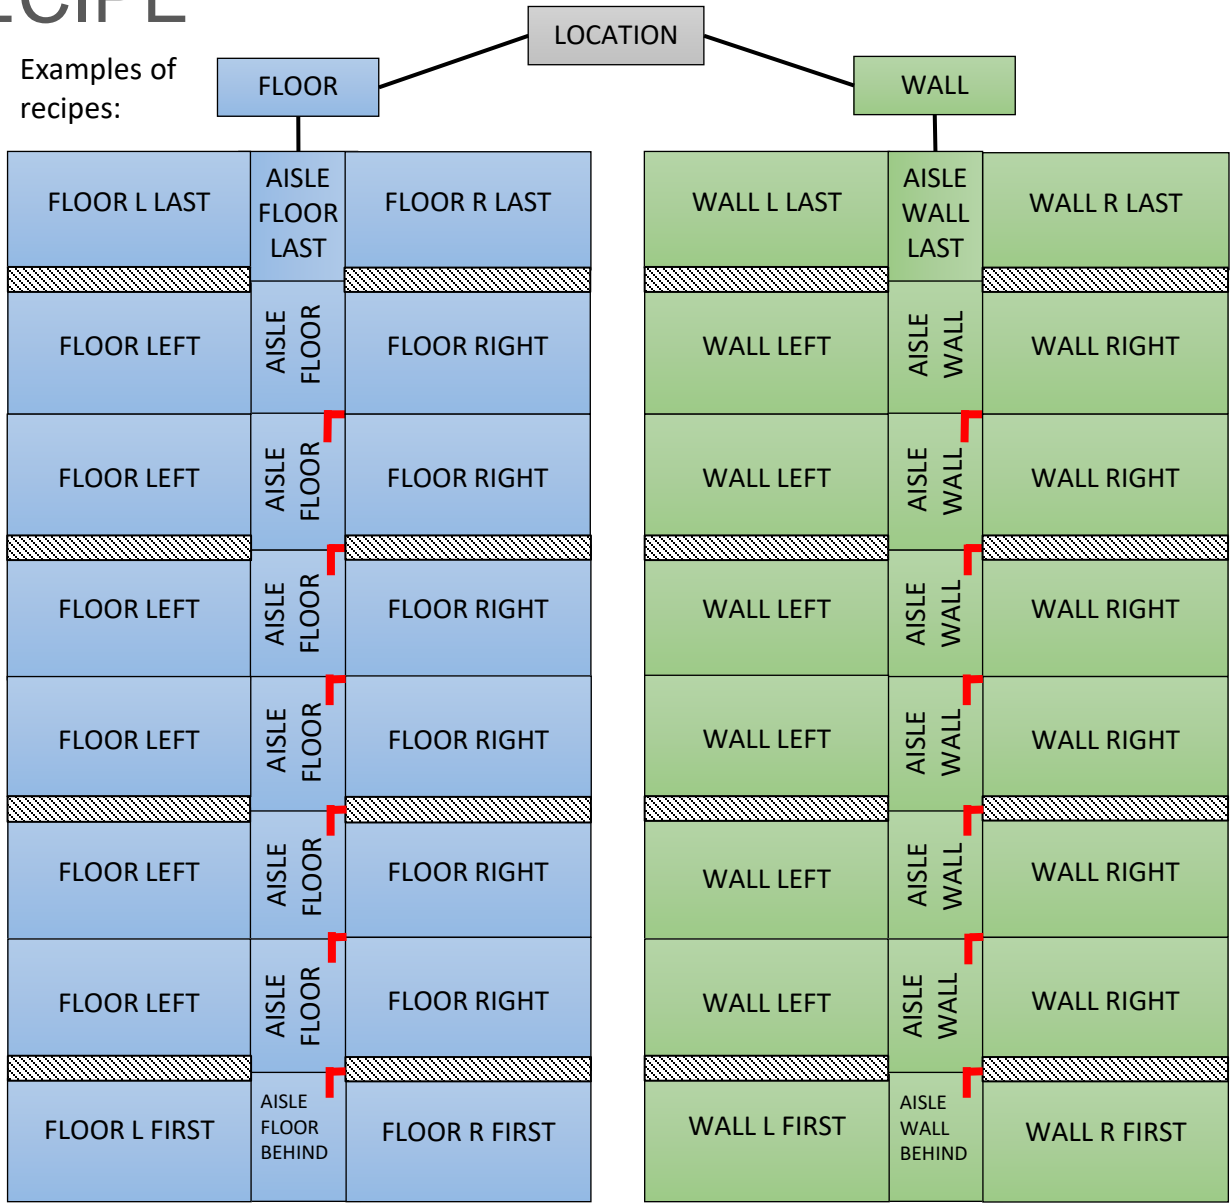 ECIPE
LOCATION
Examples of
recipes:
FLOOR
WALL
FLOOR L LAST
AISLE
FLOOR
LAST
FLOOR R LAST
WALL L LAST
AISLE
WALL
LAST
WALL R LAST
FLOOR LEFT
AISLE
FLOOR
FLOOR RIGHT
WALL LEFT
AISLE
WALL
WALL RIGHT
FLOOR LEFT
AISLE
FLOOR
FLOOR RIGHT
WALL LEFT
AISLE
WALL
WALL RIGHT
FLOOR LEFT
AISLE
FLOOR
FLOOR RIGHT
WALL LEFT
AISLE
WALL
WALL RIGHT
FLOOR LEFT
AISLE
FLOOR
FLOOR RIGHT
WALL LEFT
AISLE
WALL
WALL RIGHT
FLOOR LEFT
AISLE
FLOOR
FLOOR RIGHT
WALL LEFT
AISLE
WALL
WALL RIGHT
FLOOR LEFT
AISLE
FLOOR
FLOOR RIGHT
WALL LEFT
AISLE
WALL
WALL RIGHT
FLOOR L FIRST
AISLE
FLOOR
BEHIND
FLOOR R FIRST
WALL L FIRST
AISLE
WALL
BEHIND
WALL R FIRST